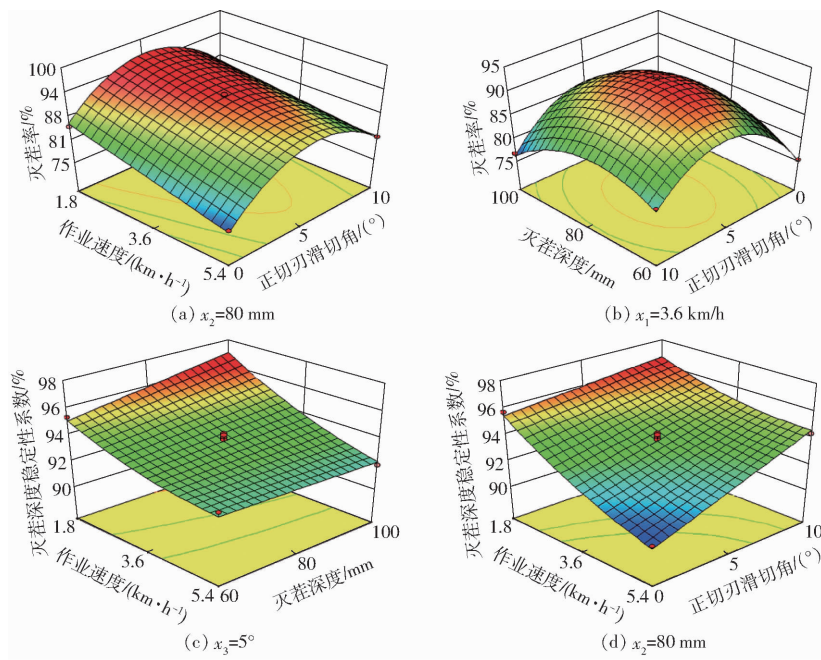 100
94
88
81
75
灭茬率/%
1.8
3.6
5.4
作业速度/(km·h⁻¹)
0
5
10
正切刃滑切角/(°)
(a) x₂=80 mm
95
90
85
80
75
灭茬率/%
100
80
60
灭茬深度/mm
10
5
0
正切刃滑切角/(°)
(b) x₁=3.6 km/h
98
96
94
92
90
灭茬深度稳定性系数/%
1.8
3.6
5.4
作业速度/(km·h⁻¹)
60
80
100
灭茬深度/mm
(c) x₃=5°
98
96
94
92
90
灭茬深度稳定性系数/%
1.8
3.6
5.4
作业速度/(km·h⁻¹)
0
5
10
正切刃滑切角/(°)
(d) x₂=80 mm